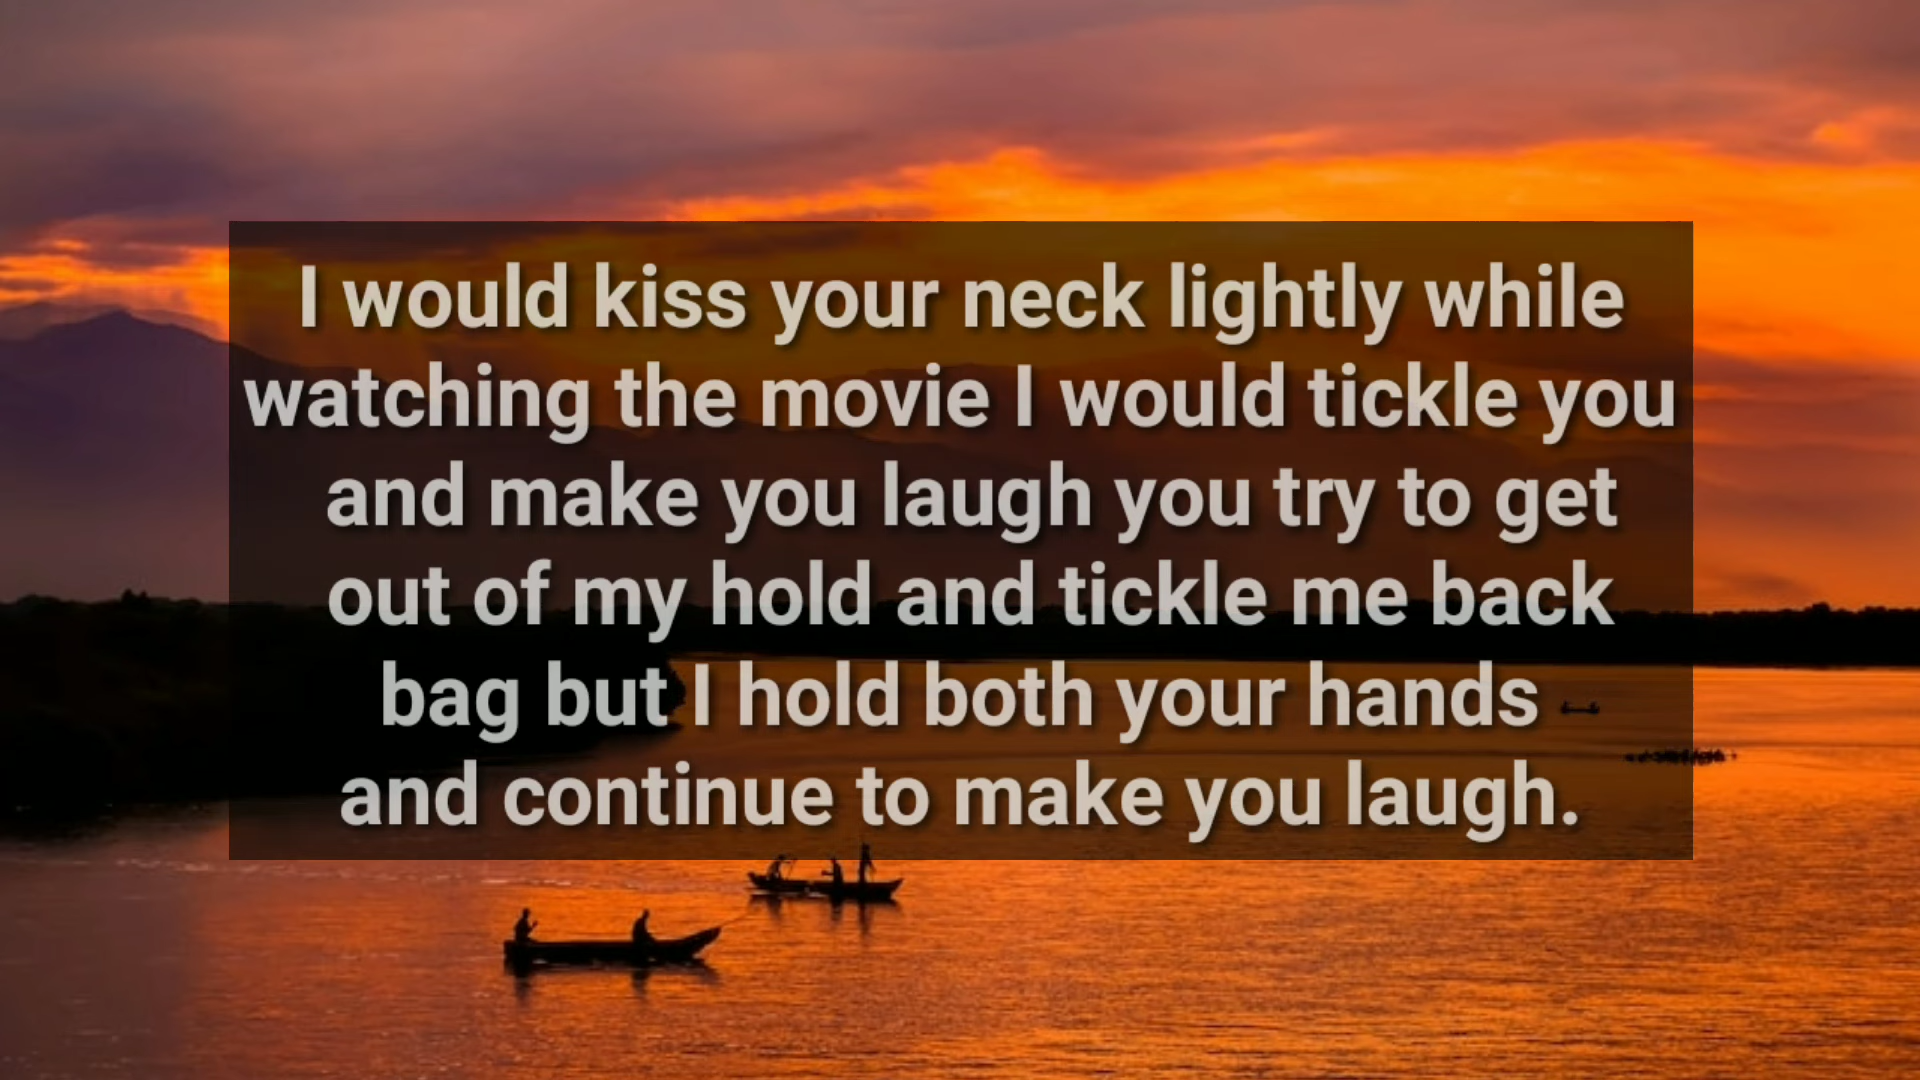 I would kiss your neck lightly while
watching the movie I would tickle you
and make you laugh you try to get
out of my hold and tickle me back
bag but I hold both your hands
and continue to make you laugh.